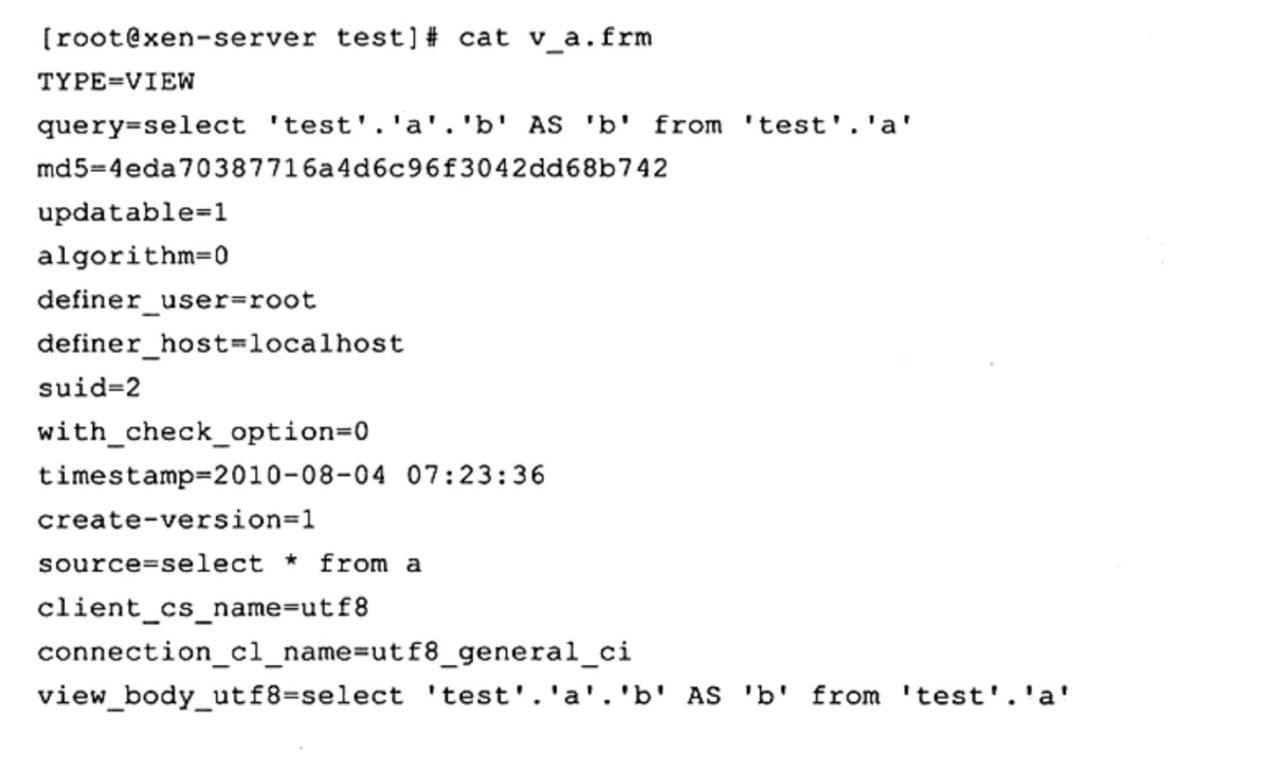 [root@xen-server test]# cat v_a.frm
TYPE=VIEW
query=select 'test'.'a'.'b' AS 'b' from 'test'.'a'
md5=4eda70387716a4d6c96f3042dd68b742
updatable=1
algorithm=0
definer_user=root
definer_host=localhost
suid=2
with_check_option=0
timestamp=2010-08-04 07:23:36
create-version=1
source=select * from a
client_cs_name=utf8
connection_cl_name=utf8_general_ci
view_body_utf8=select 'test'.'a'.'b' AS 'b' from 'test'.'a'